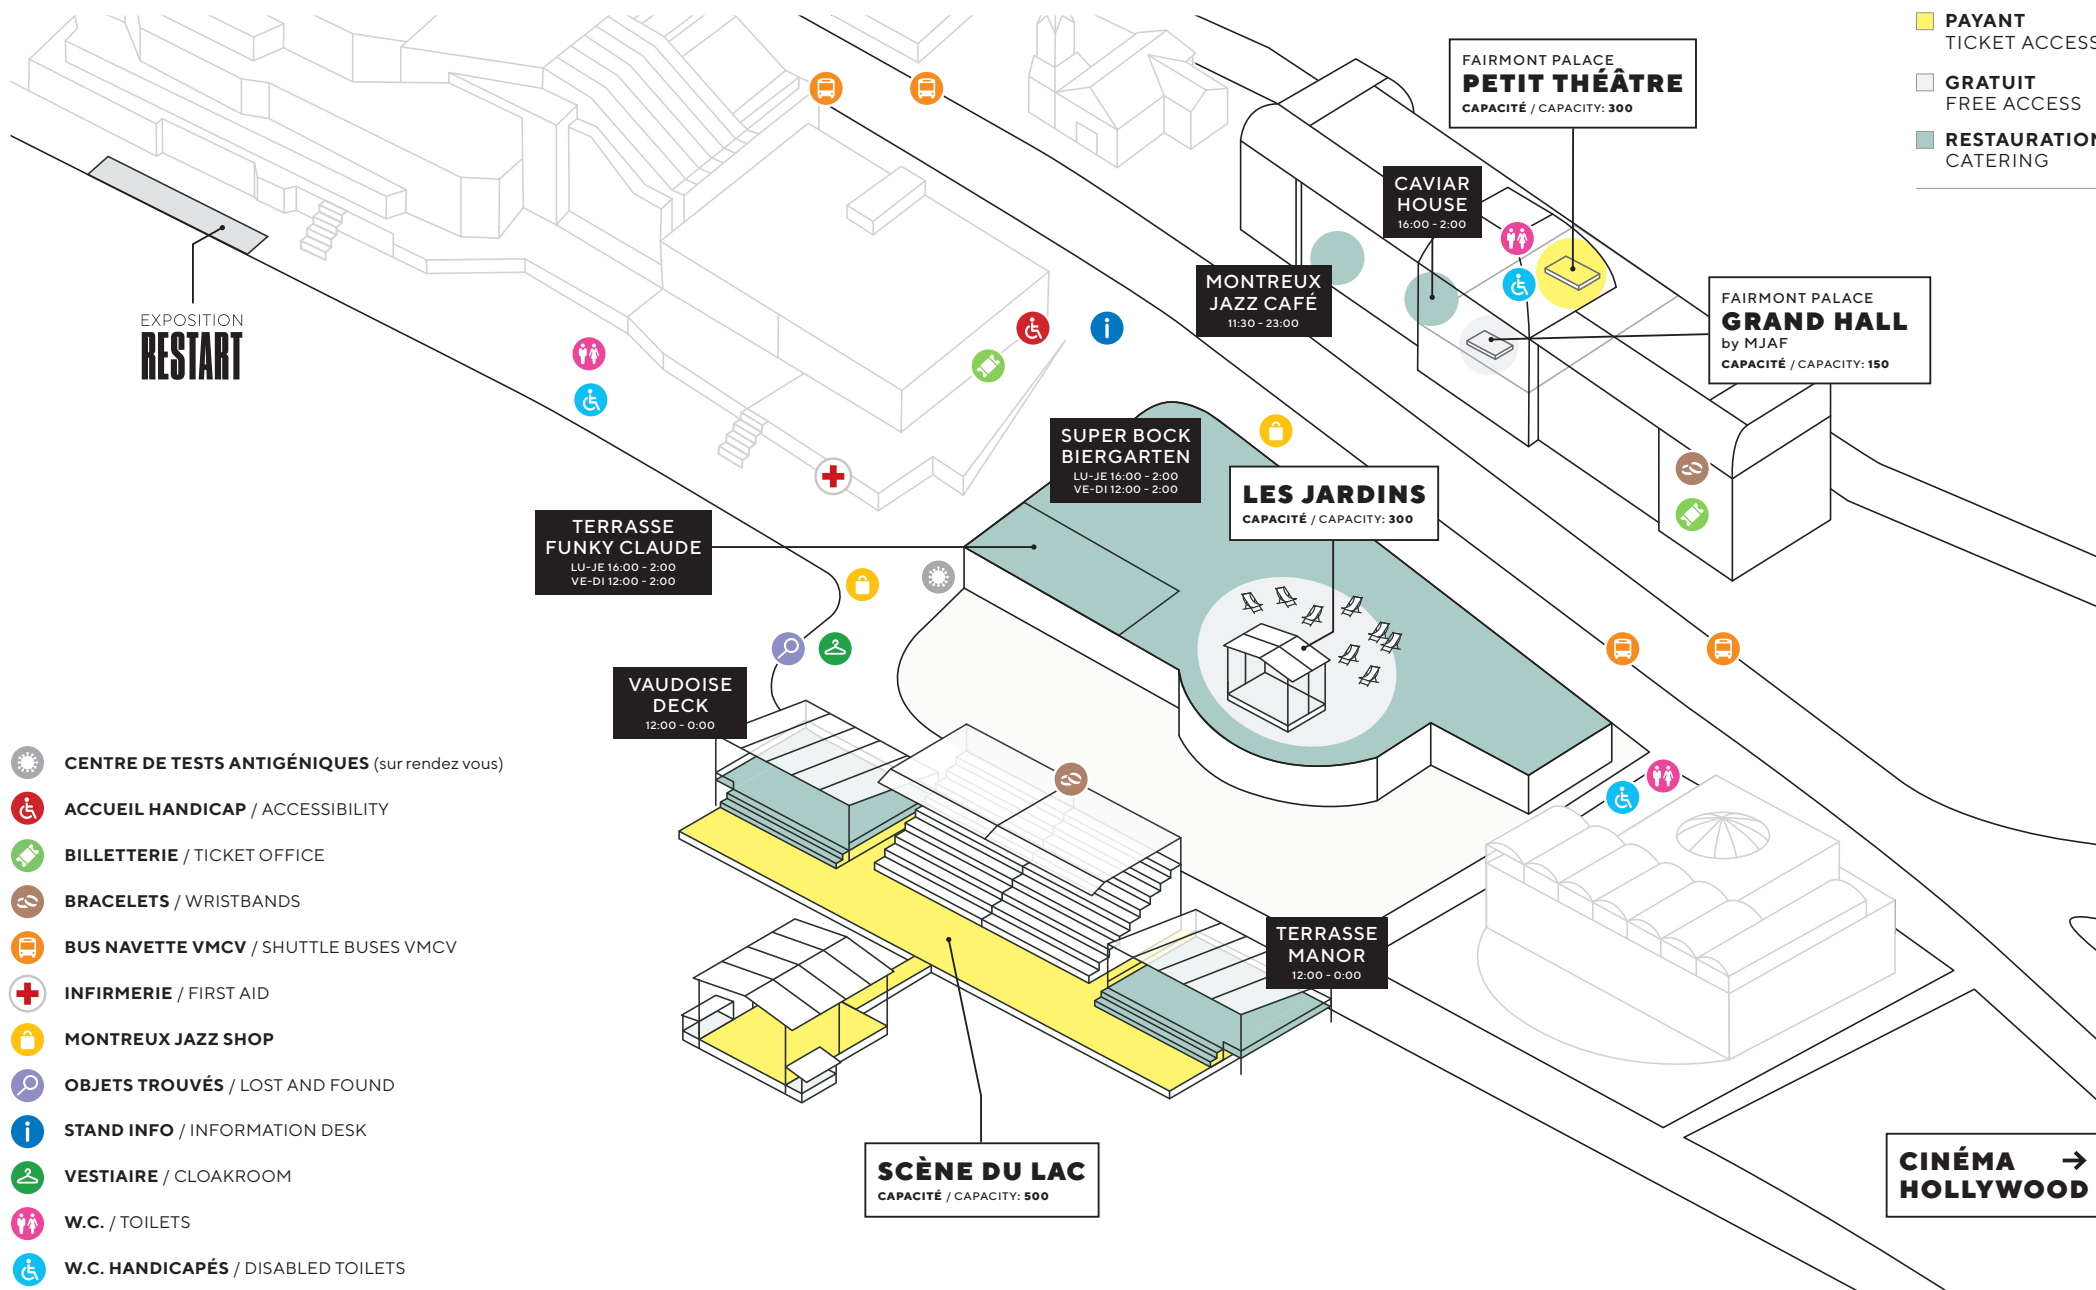 PAYANT
TICKET ACCESS
GRATUIT
FREE ACCESS
RESTAURATION
CATERING
FAIRMONT PALACE
PETIT THÉÂTRE
CAPACITÉ / CAPACITY: 300
CAVIAR
HOUSE
16:00 - 2:00
MONTREUX
JAZZ CAFÉ
11:30 - 23:00
FAIRMONT PALACE
GRAND HALL
by MJAF
CAPACITÉ / CAPACITY: 150
EXPOSITION
RESTART
SUPER BOCK
BIERGARTEN
LU-JE 16:00 - 2:00
VE-DI 12:00 - 2:00
LES JARDINS
CAPACITÉ / CAPACITY: 300
TERRASSE
FUNKY CLAUDE
LU-JE 16:00 - 2:00
VE-DI 12:00 - 2:00
VAUDOISE
DECK
12:00 - 0:00
TERRASSE
MANOR
12:00 - 0:00
SCÈNE DU LAC
CAPACITÉ / CAPACITY: 500
CINÉMA →
HOLLYWOOD
CENTRE DE TESTS ANTIGÉNIQUES (sur rendez vous)
ACCUEIL HANDICAP / ACCESSIBILITY
BILLETTERIE / TICKET OFFICE
BRACELETS / WRISTBANDS
BUS NAVETTE VMCV / SHUTTLE BUSES VMCV
INFIRMERIE / FIRST AID
MONTREUX JAZZ SHOP
OBJETS TROUVÉS / LOST AND FOUND
STAND INFO / INFORMATION DESK
VESTIAIRE / CLOAKROOM
W.C. / TOILETS
W.C. HANDICAPÉS / DISABLED TOILETS